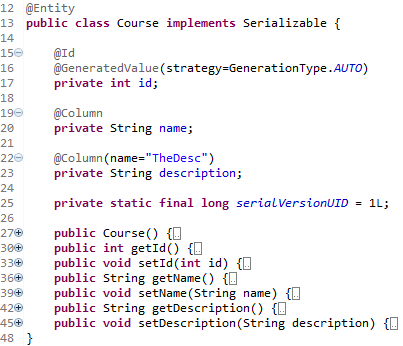 12 @Entity
13 public class Course implements Serializable {
14
15 @Id
16 @GeneratedValue(strategy=GenerationType.AUTO)
17 private int id;
18
19 @Column
20 private String name;
21
22 @Column(name="TheDesc")
23 private String description;
24
25 private static final long serialVersionUID = 1L;
26
27 public Course() {
30 public int getId() {
33 public void setId(int id) {
36 public String getName() {
39 public void setName(String name) {
42 public String getDescription() {
45 public void setDescription(String description) {
48 }